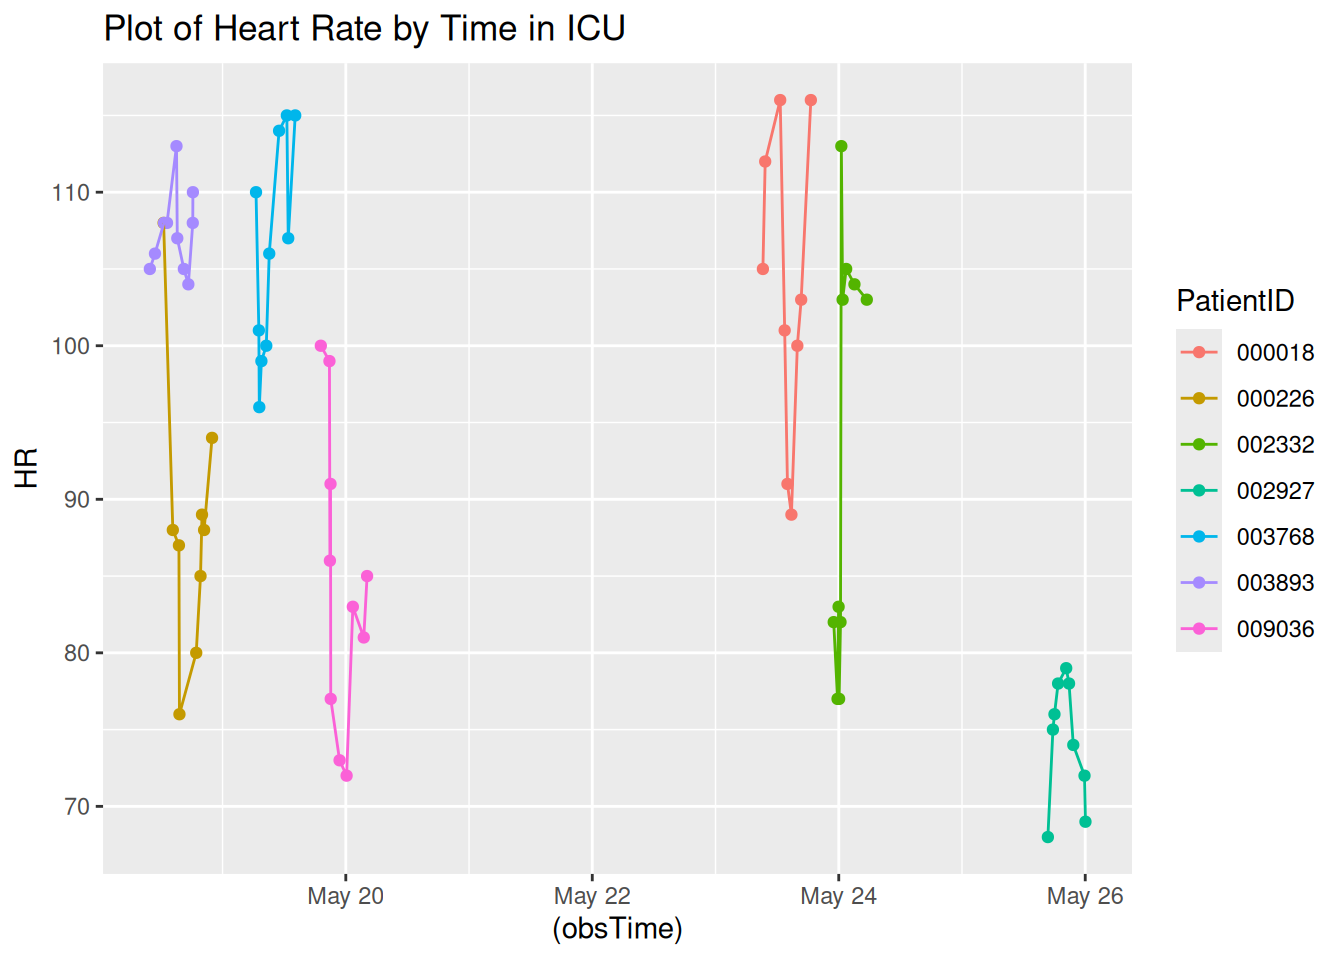 Plot of Heart Rate by Time in ICU
110
100
90
80
70
HR
May 20
May 22
May 24
May 26
(obsTime)
PatientID
000018
000226
002332
002927
003768
003893
009036